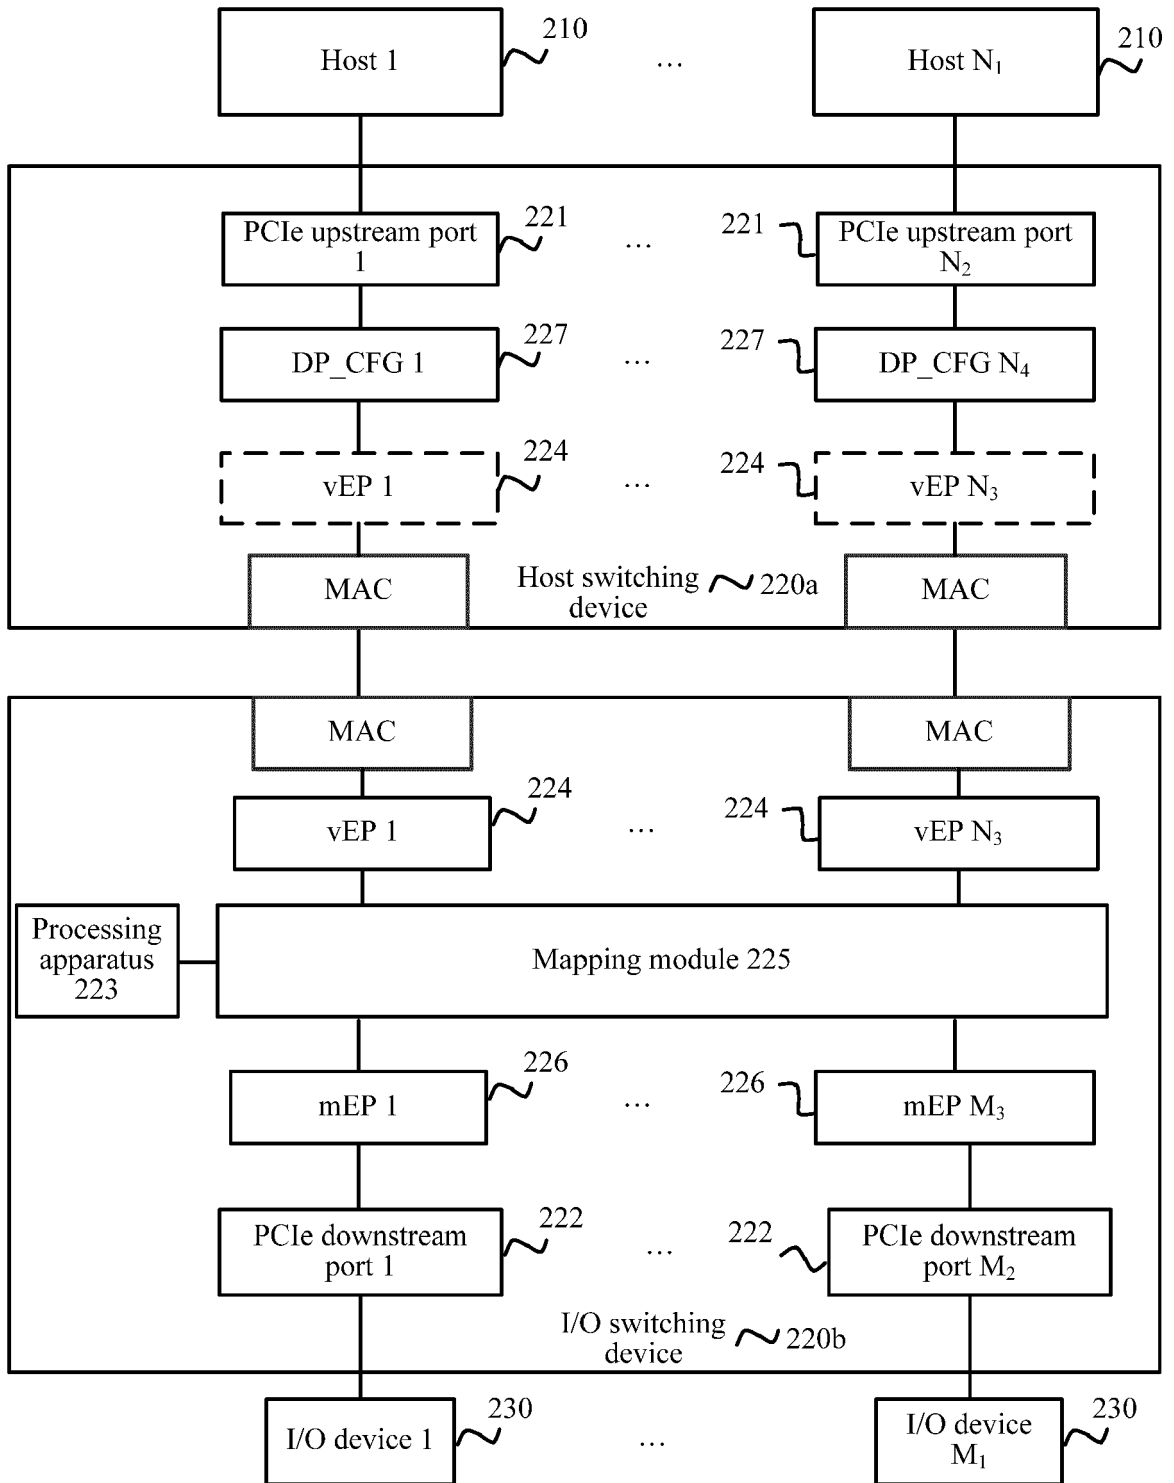 Host 1
210
...
Host N₁
210
PCIe upstream port
1
221
...
221
PCIe upstream port
N₂
DP_CFG 1
227
...
227
DP_CFG N₄
vEP 1
224
...
224
vEP N₃
MAC
Host switching
device
220a
MAC
MAC
MAC
vEP 1
224
...
224
vEP N₃
Processing
apparatus
223
Mapping module 225
mEP 1
226
...
226
mEP M₃
PCIe downstream
port 1
222
...
222
PCIe downstream
port M₂
I/O switching
device
220b
I/O device 1
230
...
I/O device
M₁
230